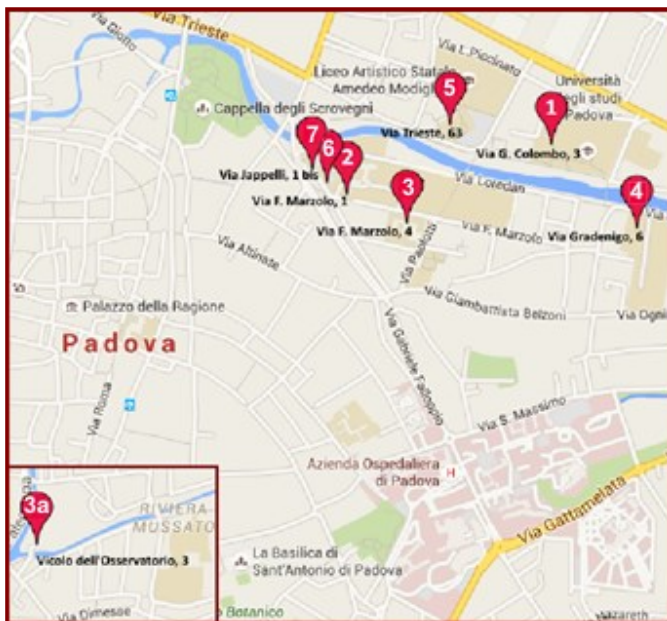 Via Trieste
Via Giotto
Via L. Piccinato
Liceo Artistico Statale
Amedeo Modigl
5
Università
degli studi
Padova
1
Cappella degli Scrovegni
Via Trieste, 63
Via G. Colombo, 3
7
6
2
Via Jappelli, 1 bis
Via Loredan
Via F. Marzolo, 1
3
4
Via F. Marzolo, 4
Via F. Marzolo
Via Gradenigo, 6
Via
Via Altinate
Via Paolotti
Palazzo della Ragione
Via Giambattista Belzoni
Via Ogni
Padova
Via Gabriele Falloppio
Via Roma
Via S. Massimo
Azienda Ospedaliera
di Padova
H
Via Gattamelata
3a
RIVIERA
MUSSATO
Vicolo dell'Osservatorio, 3
La Basilica di
Sant'Antonio di Padova
Via Dimesse
Botanico
Nazareth